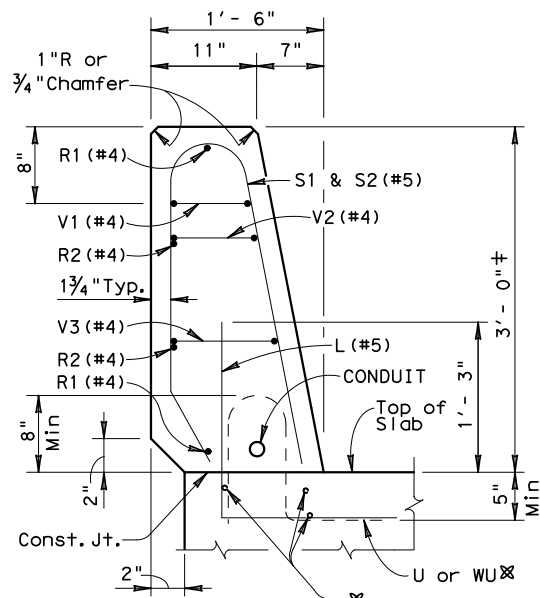 1'- 6"
11"
7"
1"R or
3/4"Chamfer
8"
R1(#4)
S1 & S2(#5)
V1(#4)
V2(#4)
R2(#4)
1 3/4"Typ.
3'- 0"±
V3(#4)
L(#5)
R2(#4)
CONDUIT
R1(#4)
1'- 3"
Top of
Slab
8"
Min
2"
5"
Min
Const.Jt.
2"
U or WU